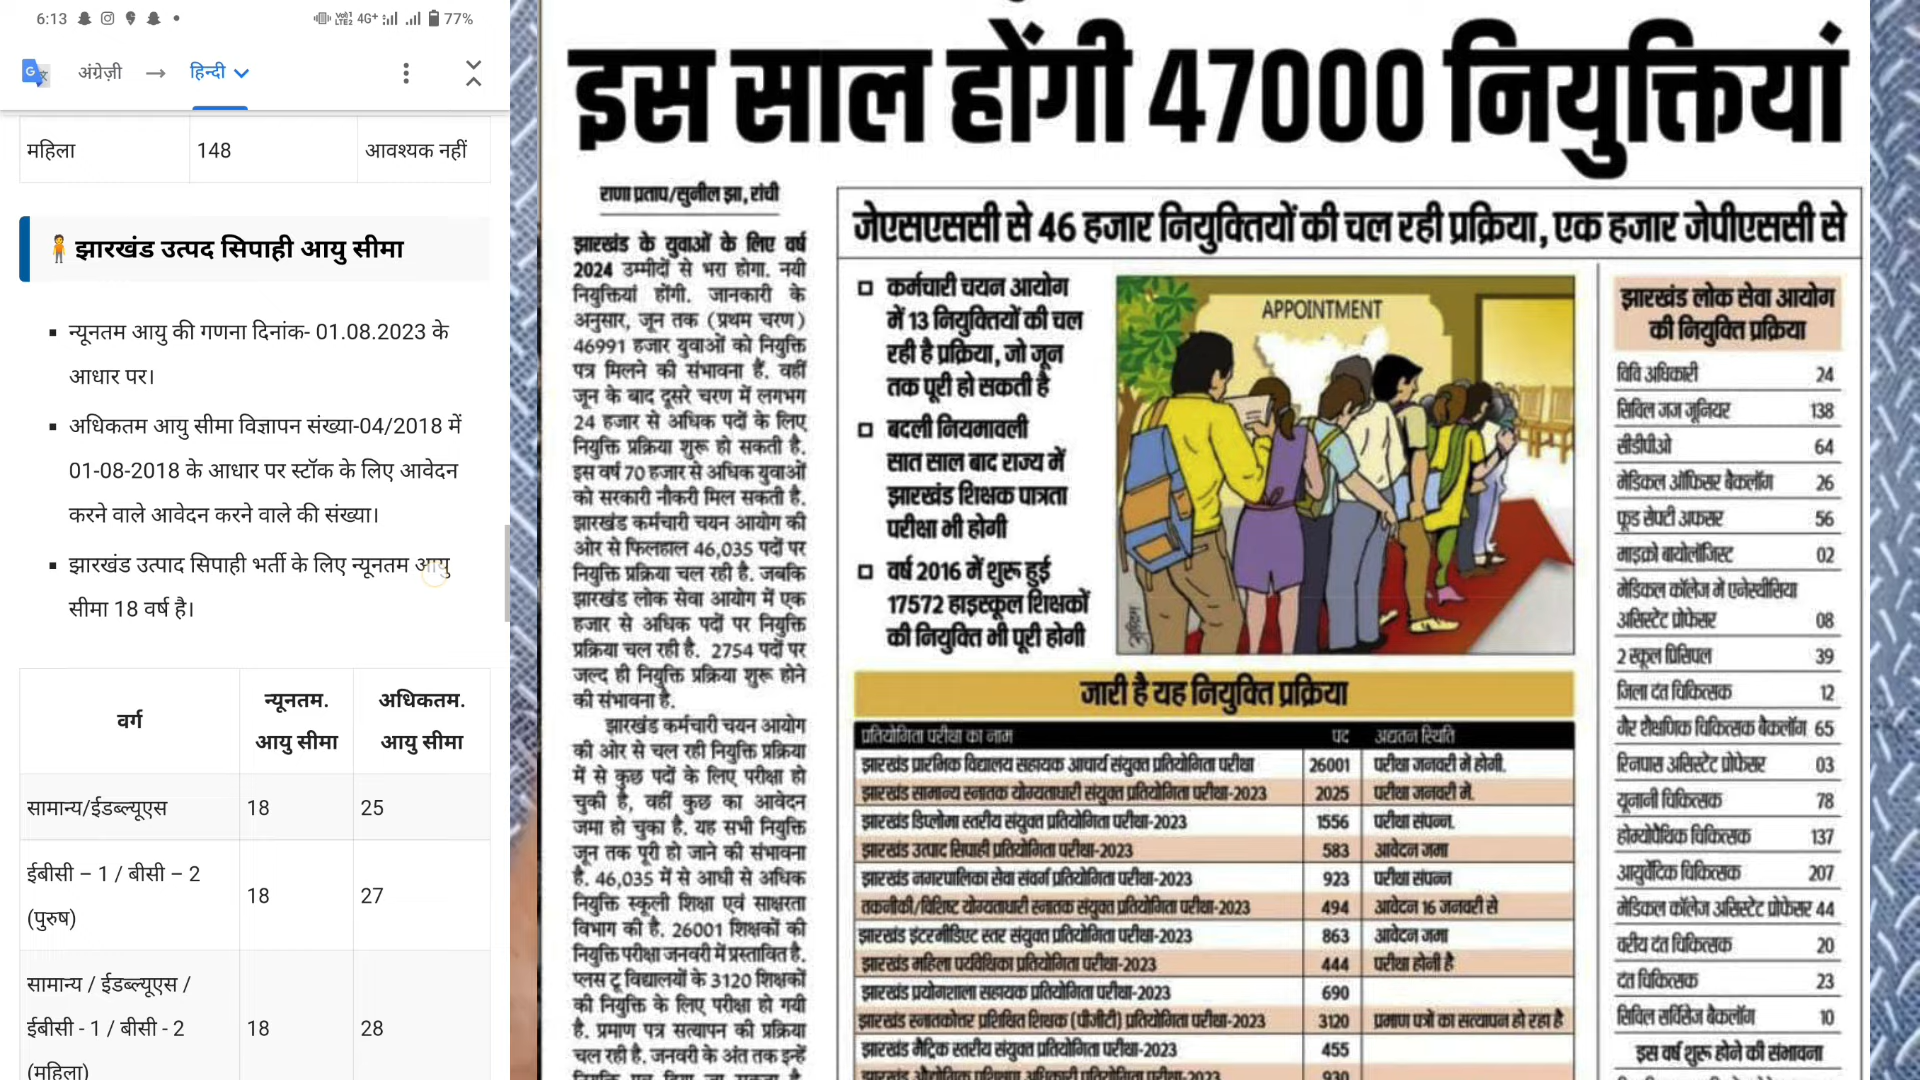 6:13
4G+
77%
अंग्रेज़ी → हिन्दी
महिला 148 आवश्यक नहीं
झारखंड उत्पद सिपाही आयु सीमा
न्यूनतम आयु की गणना दिनांक- 01.08.2023 के
आधार पर।
अधिकतम आयु सीमा विज्ञापन संख्या-04/2018 में
01-08-2018 के आधार पर स्टॉक के लिए आवेदन
करने वाले आवेदन करने वाले की संख्या।
झारखंड उत्पाद सिपाही भर्ती के लिए न्यूनतम आयु
सीमा 18 वर्ष है।
वर्ग
न्यूनतम. अधिकतम.
आयु सीमा आयु सीमा
सामान्य/ईडब्ल्यूएस 18 25
ईबीसी – 1 / बीसी – 2
(पुरुष)
18 27
सामान्य / ईडब्ल्यूएस /
ईबीसी - 1 / बीसी - 2
(महिला)
18 28
इस साल होंगी 47000 नियुक्तियां
राणा प्रताप/सुनील झा, रांची
झारखंड के युवाओं के लिए वर्ष
2024 उम्मीदों से भरा होगा. नयी
नियुक्तियां होंगी. जानकारी के
अनुसार, जून तक (प्रथम चरण)
46991 हजार युवाओं को नियुक्ति
पत्र मिलने की संभावना हैं. वहीं
जून के बाद दूसरे चरण में लगभग
24 हजार से अधिक पदों के लिए
नियुक्ति प्रक्रिया शुरू हो सकती है.
इस वर्ष 70 हजार से अधिक युवाओं
को सरकारी नौकरी मिल सकती है.
झारखंड कर्मचारी चयन आयोग की
ओर से फिलहाल 46,035 पदों पर
नियुक्ति प्रक्रिया चल रही है. जबकि
झारखंड लोक सेवा आयोग में एक
हजार से अधिक पदों पर नियुक्ति
प्रक्रिया चल रही है. 2754 पदों पर
जल्द ही नियुक्ति प्रक्रिया शुरू होने
की संभावना है.
झारखंड कर्मचारी चयन आयोग
की ओर से चल रही नियुक्ति प्रक्रिया
में से कुछ पदों के लिए परीक्षा हो
चुकी है, वहीं कुछ का आवेदन
जमा हो चुका है. यह सभी नियुक्ति
जून तक पूरी हो जाने की संभावना
है. 46,035 में से आधी से अधिक
नियुक्ति स्कूली शिक्षा एवं साक्षरता
विभाग की है. 26001 शिक्षकों की
नियुक्ति परीक्षा जनवरी में प्रस्तावित है.
प्लस टू विद्यालयों के 3120 शिक्षकों
की नियुक्ति के लिए परीक्षा हो गयी
है. प्रमाण पत्र सत्यापन की प्रक्रिया
चल रही है. जनवरी के अंत तक इन्हें
जेएसएससी से 46 हजार नियुक्तियों की चल रही प्रक्रिया, एक हजार जेपीएससी से
कर्मचारी चयन आयोग
में 13 नियुक्तियों की चल
रही है प्रक्रिया, जो जून
तक पूरी हो सकती है
बदली नियमावली
सात साल बाद राज्य में
झारखंड शिक्षक पात्रता
परीक्षा भी होगी
वर्ष 2016 में शुरू हुई
17572 हाइस्कूल शिक्षकों
की नियुक्ति भी पूरी होगी
APPOINTMENT
जारी है यह नियुक्ति प्रक्रिया
प्रतियोगिता परीक्षा का नाम पद अद्यतन स्थिति
झारखंड प्रारंभिक विद्यालय सहायक आचार्य संयुक्त प्रतियोगिता परीक्षा 26001 परीक्षा जनवरी में होगी.
झारखंड सामान्य स्नातक योग्यताधारी संयुक्त प्रतियोगिता परीक्षा-2023 2025 परीक्षा जनवरी में.
झारखंड डिप्लोमा स्तरीय संयुक्त प्रतियोगिता परीक्षा-2023 1556 परीक्षा संपन्न.
झारखंड उत्पाद सिपाही प्रतियोगिता परीक्षा-2023 583 आवेदन जमा
झारखंड नगरपालिका सेवा संवर्ग प्रतियोगिता परीक्षा-2023 923 परीक्षा संपन्न
तकनीकी/विशिष्ट योग्यताधारी स्नातक संयुक्त प्रतियोगिता परीक्षा-2023 494 आवेदन 16 जनवरी से
झारखंड इंटरमीडिएट स्तर संयुक्त प्रतियोगिता परीक्षा-2023 863 आवेदन जमा
झारखंड महिला पर्यवेक्षिका प्रतियोगिता परीक्षा-2023 444 परीक्षा होनी है
झारखंड प्रयोगशाला सहायक प्रतियोगिता परीक्षा-2023 690
झारखंड स्नातकोत्तर प्रशिक्षित शिक्षक (पीजीटी) प्रतियोगिता परीक्षा-2023 3120 प्रमाण पत्रों का सत्यापन हो रहा है
झारखंड मैट्रिक स्तरीय संयुक्त प्रतियोगिता परीक्षा-2023 455
झारखंड औद्योगिक प्रशिक्षण अधिकारी प्रतियोगिता परीक्षा-2023 930
झारखंड लोक सेवा आयोग
की नियुक्ति प्रक्रिया
विधि अधिकारी 24
सिविल जज जूनियर 138
सीडीपीओ 64
मेडिकल ऑफिसर बैकलॉग 26
फूड सेफ्टी अफसर 56
माइक्रो बायोलॉजिस्ट 02
मेडिकल कॉलेज में एनेस्थीसिया
असिस्टेंट प्रोफेसर 08
2 स्कूल प्रिंसिपल 39
जिला दंत चिकित्सक 12
गैर शैक्षणिक चिकित्सक बैकलॉग 65
रिनपास असिस्टेंट प्रोफेसर 03
यूनानी चिकित्सक 78
होम्योपैथिक चिकित्सक 137
आयुर्वेदिक चिकित्सक 207
मेडिकल कॉलेज असिस्टेंट प्रोफेसर 44
वरीय दंत चिकित्सक 20
दंत चिकित्सक 23
सिविल सर्विसेज बैकलॉग 10
इस वर्ष शुरू होने की संभावना